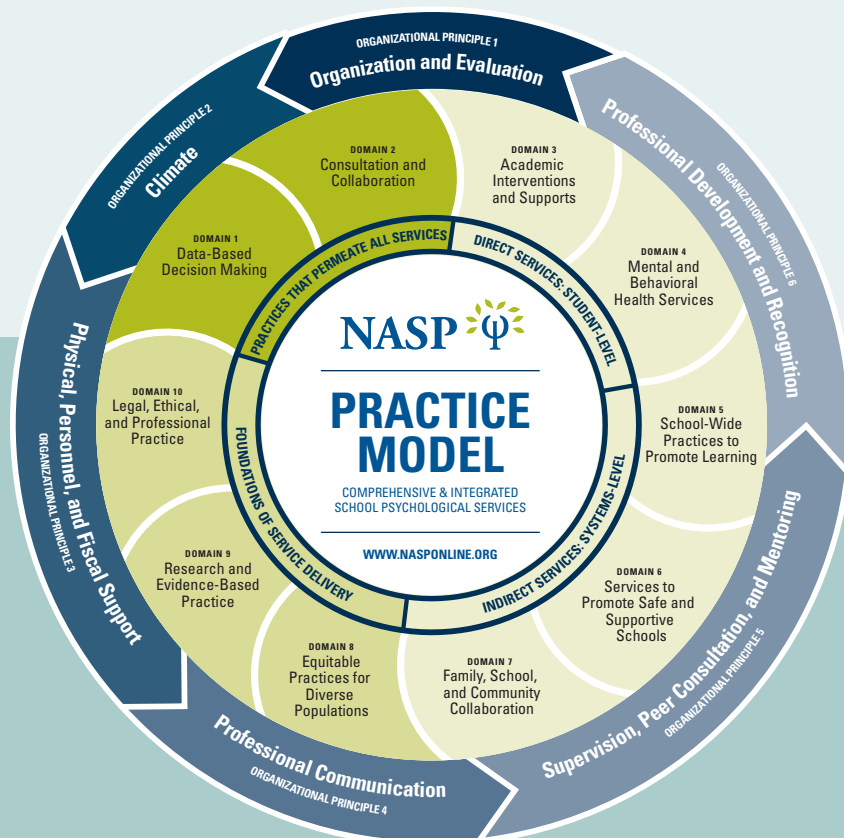 ORGANIZATIONAL PRINCIPLE 1
Organization and Evaluation
ORGANIZATIONAL PRINCIPLE 2
Climate
Physical, Personnel, and Fiscal Support
ORGANIZATIONAL PRINCIPLE 3
Professional Communication
ORGANIZATIONAL PRINCIPLE 4
Supervision, Peer Consultation, and Mentoring
ORGANIZATIONAL PRINCIPLE 5
ORGANIZATIONAL PRINCIPLE 6
Professional Development and Recognition
DOMAIN 1
Data-Based
Decision Making
DOMAIN 2
Consultation and
Collaboration
DOMAIN 3
Academic
Interventions
and Supports
DOMAIN 4
Mental and
Behavioral
Health Services
DOMAIN 5
School-Wide
Practices to
Promote Learning
DOMAIN 6
Services to
Promote Safe and
Supportive
Schools
DOMAIN 7
Family, School,
and Community
Collaboration
DOMAIN 8
Equitable
Practices for
Diverse
Populations
DOMAIN 9
Research and
Evidence-Based
Practice
DOMAIN 10
Legal, Ethical,
and Professional
Practice
PRACTICES THAT PERMEATE ALL SERVICES
DIRECT SERVICES: STUDENT-LEVEL
INDIRECT SERVICES: SYSTEMS-LEVEL
FOUNDATIONS OF SERVICE DELIVERY
NASP
PRACTICE
MODEL
COMPREHENSIVE & INTEGRATED
SCHOOL PSYCHOLOGICAL SERVICES
WWW.NASPONLINE.ORG